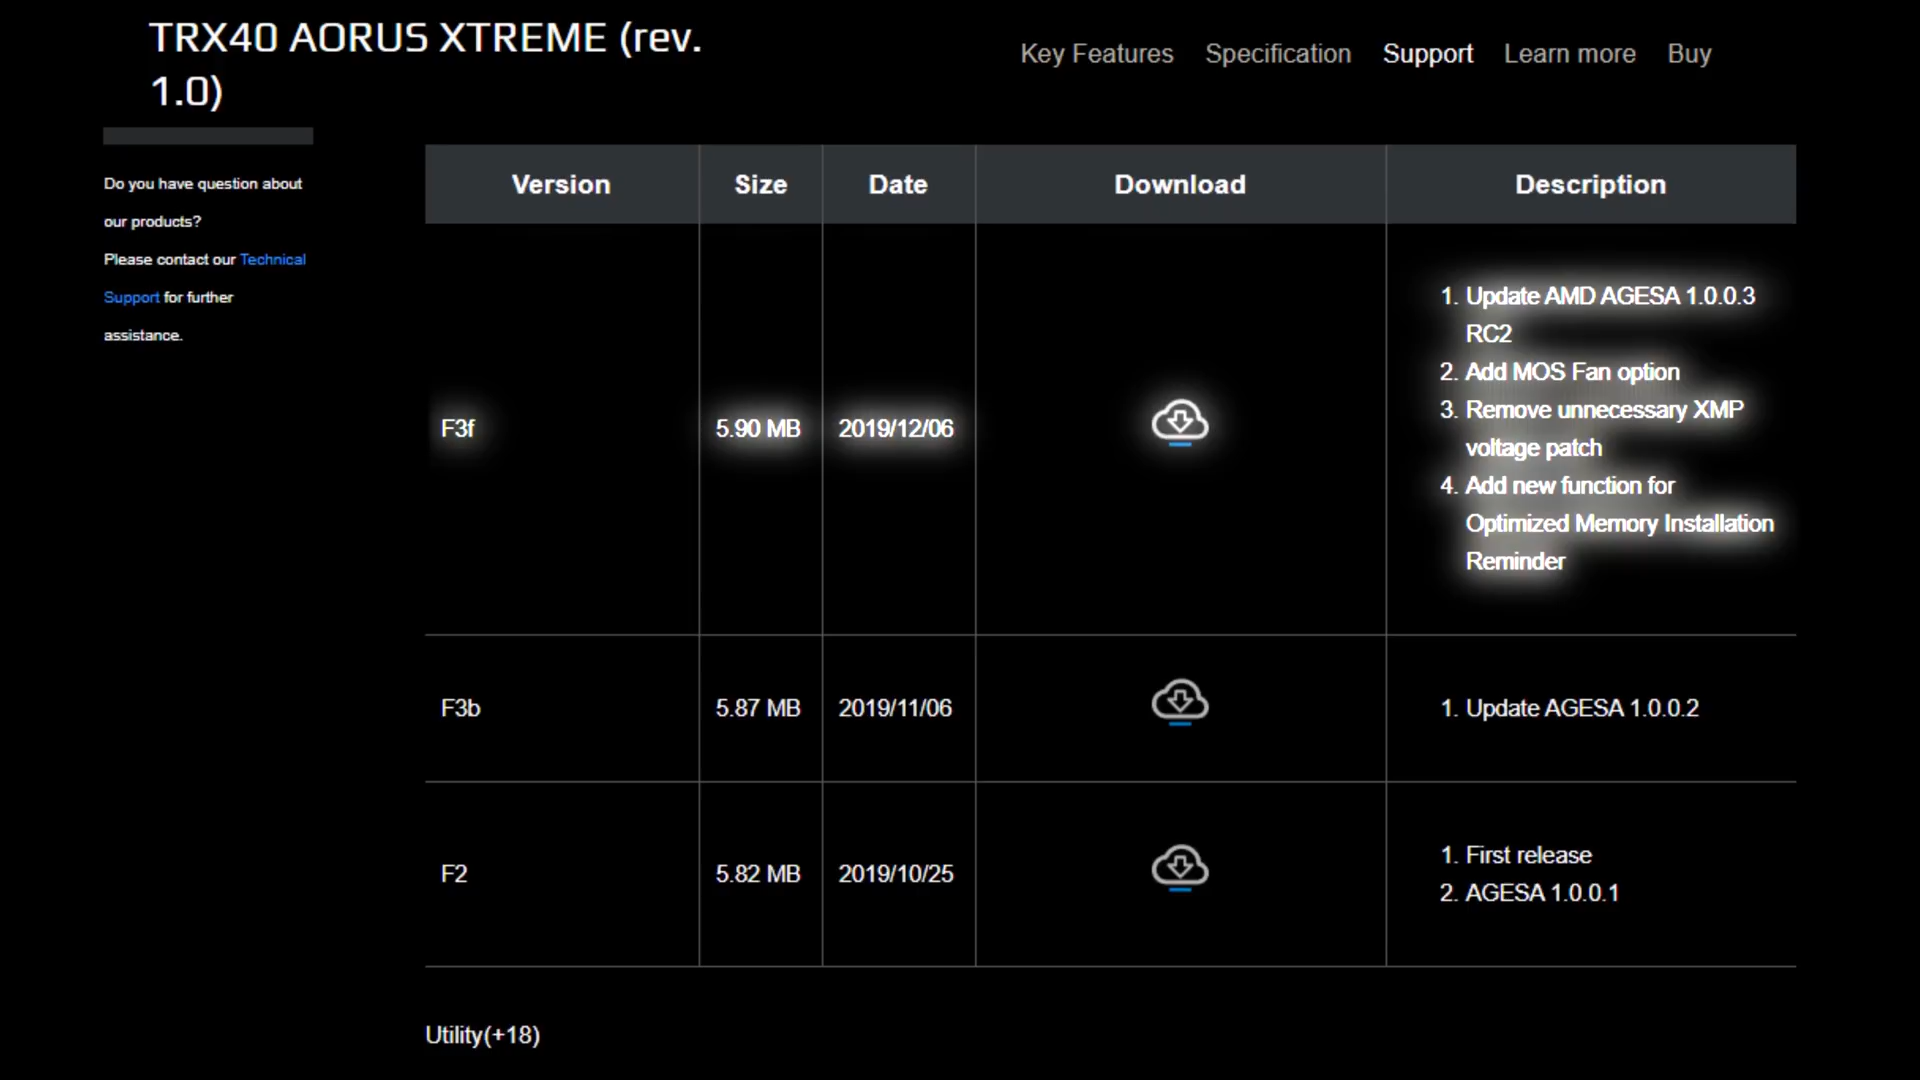 TRX40 AORUS XTREME (rev.
1.0)
Key Features Specification Support Learn more Buy
Do you have question about
our products?
Please contact our Technical
Support for further
assistance.
Version Size Date Download Description
F3f 5.90 MB 2019/12/06
1. Update AMD AGESA 1.0.0.3
RC2
2. Add MOS Fan option
3. Remove unnecessary XMP
voltage patch
4. Add new function for
Optimized Memory Installation
Reminder
F3b 5.87 MB 2019/11/06 1. Update AGESA 1.0.0.2
F2 5.82 MB 2019/10/25
1. First release
2. AGESA 1.0.0.1
Utility(+18)